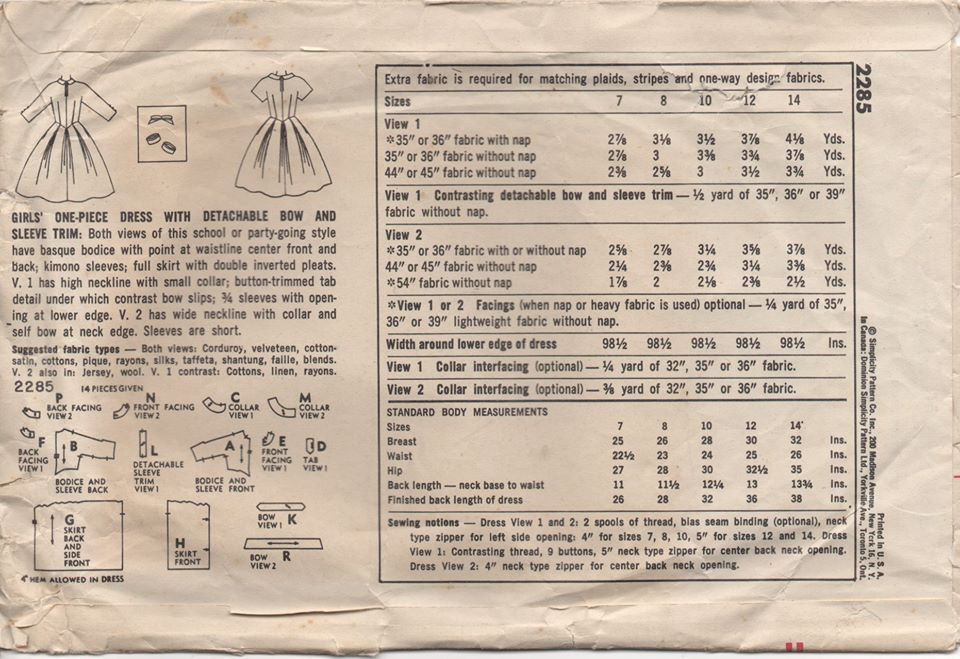 GIRLS' ONE-PIECE DRESS WITH DETACHABLE BOW AND
SLEEVE TRIM: Both views of this school or party-going style
have basque bodice with point at waistline center front and
back; kimono sleeves; full skirt with double inverted pleats.
V. 1 has high neckline with small collar; button-trimmed tab
detail under which contrast bow slips; ¾ sleeves with open-
ing at lower edge. V. 2 has wide neckline with collar and
self bow at neck edge. Sleeves are short.
Suggested fabric types — Both views: Corduroy, velveteen, cotton-
satin, cottons, pique, rayons, silks, taffeta, shantung, faille, blends.
V. 2 also in: Jersey, wool. V. 1 contrast: Cottons, linen, rayons.
2285 14 PIECES GIVEN
P
BACK FACING
VIEW 2
N
FRONT FACING
VIEW 2
C
COLLAR
VIEW 1
M
COLLAR
VIEW 2
F
BACK
FACING
VIEW 1
B
BODICE AND
SLEEVE BACK
L
DETACHABLE
SLEEVE
TRIM
VIEW 1
A
BODICE AND
SLEEVE FRONT
E
FRONT
FACING
VIEW 1
D
TAB
VIEW 1
G
SKIRT
BACK
AND
SIDE
FRONT
H
SKIRT
FRONT
BOW
VIEW 1 K
BOW
VIEW 2 R
4" HEM ALLOWED IN DRESS
Extra fabric is required for matching plaids, stripes and one-way design fabrics.
Sizes 7 8 10 12 14
View 1
*35" or 36" fabric with nap 2⅞ 3⅛ 3½ 3⅞ 4⅛ Yds.
35" or 36" fabric without nap 2⅞ 3 3⅜ 3¾ 3⅞ Yds.
44" or 45" fabric without nap 2⅜ 2⅝ 3 3½ 3¾ Yds.
View 1 Contrasting detachable bow and sleeve trim — ½ yard of 35", 36" or 39"
fabric without nap.
View 2
*35" or 36" fabric with or without nap 2⅝ 2⅞ 3¼ 3⅝ 3⅞ Yds.
44" or 45" fabric without nap 2¼ 2⅜ 2¾ 3¼ 3⅜ Yds.
*54" fabric without nap 1⅞ 2 2⅛ 2⅜ 2½ Yds.
*View 1 or 2 Facings (when nap or heavy fabric is used) optional — ¼ yard of 35",
36" or 39" lightweight fabric without nap.
Width around lower edge of dress 98½ 98½ 98½ 98½ 98½ Ins.
View 1 Collar interfacing (optional) — ¼ yard of 32", 35" or 36" fabric.
View 2 Collar interfacing (optional) — ⅜ yard of 32", 35" or 36" fabric.
STANDARD BODY MEASUREMENTS
Sizes 7 8 10 12 14
Breast 25 26 28 30 32 Ins.
Waist 22½ 23 24 25 26 Ins.
Hip 27 28 30 32½ 35 Ins.
Back length — neck base to waist 11 11½ 12¼ 13 13¾ Ins.
Finished back length of dress 26 28 32 36 38 Ins.
Sewing notions — Dress View 1 and 2: 2 spools of thread, bias seam binding (optional), neck
type zipper for left side opening: 4" for sizes 7, 8, 10, 5" for sizes 12 and 14. Dress
View 1: Contrasting thread, 9 buttons, 5" neck type zipper for center back neck opening.
Dress View 2: 4" neck type zipper for center back neck opening.
2285
© Simplicity Pattern Co. Inc., 200 Madison Avenue, New York 16, N. Y.
In Canada: Dominion Simplicity Pattern Ltd., Yorkville Ave., Toronto 5, Ont.
Printed in U. S. A.